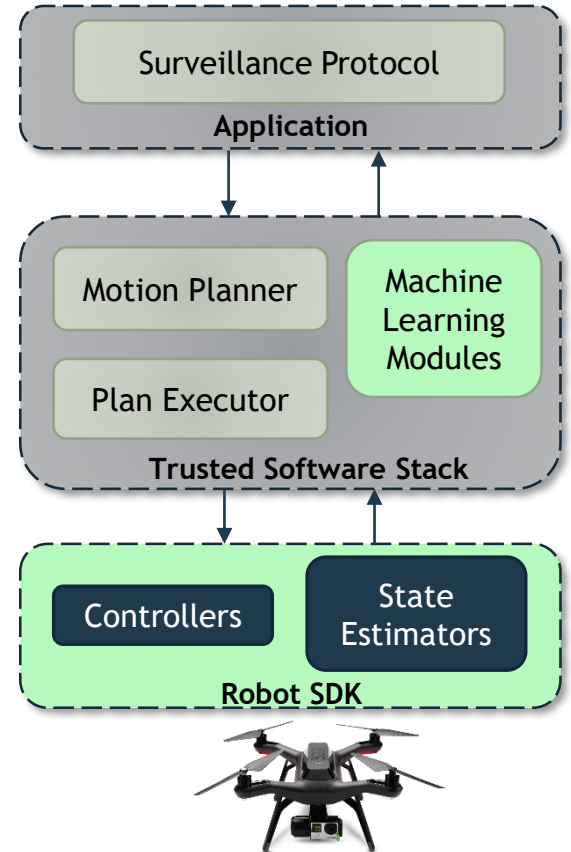 Surveillance Protocol
Application
Motion Planner
Machine
Learning
Modules
Plan Executor
Trusted Software Stack
Controllers
State
Estimators
Robot SDK